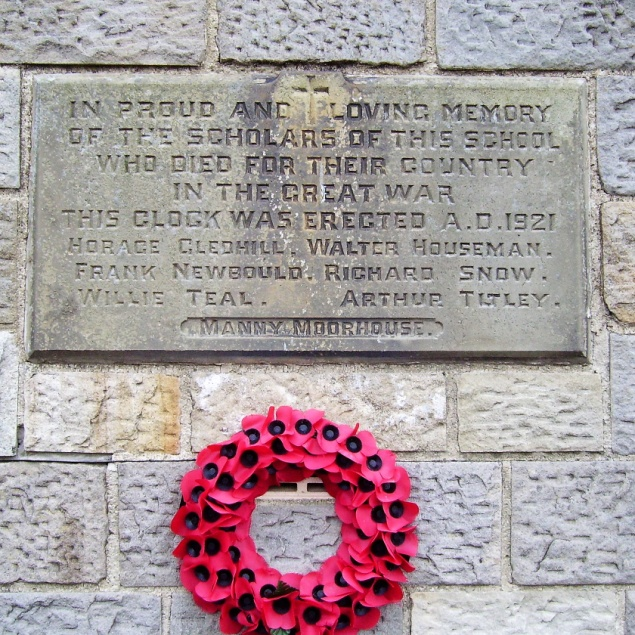 IN PROUD AND LOVING MEMORY
OF THE SCHOLARS OF THIS SCHOOL
WHO DIED FOR THEIR COUNTRY
IN THE GREAT WAR
THIS CLOCK WAS ERECTED A.D.1921
HORACE GLEDHILL. WALTER HOUSEMAN.
FRANK NEWBOULD. RICHARD SNOW.
WILLIE TEAL. ARTHUR TITLEY.
MANNY MOORHOUSE.